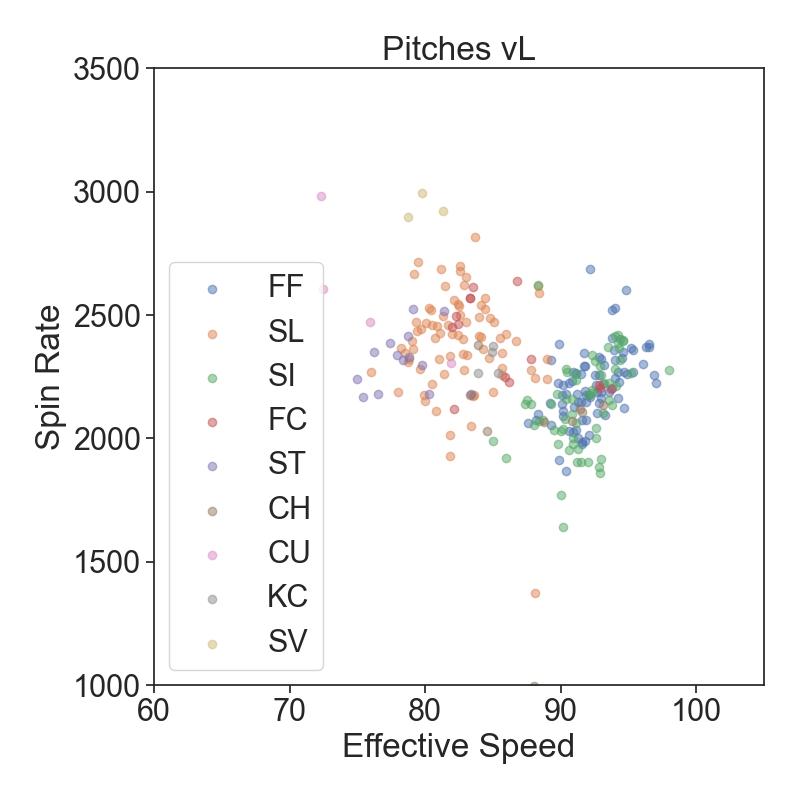 Pitches vL
3500
3000
2500
2000
1500
1000
Spin Rate
FF
SL
SI
FC
ST
CH
CU
KC
SV
60 70 80 90 100
Effective Speed